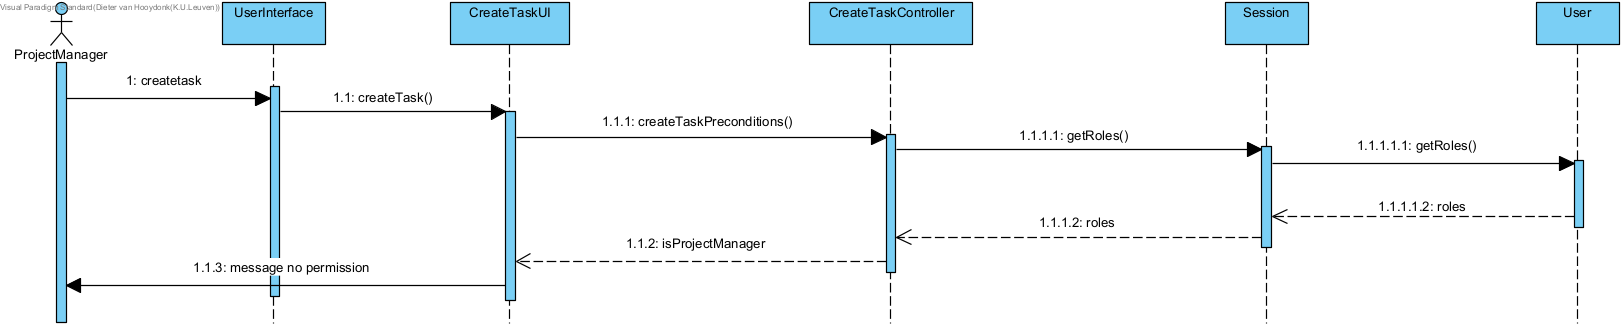 Visual Paradigm Standard(Dieter van Hooydonk(K.U.Leuven))
UserInterface
CreateTaskUI
CreateTaskController
Session
User
ProjectManager
1: createtask
1.1: createTask()
1.1.1: createTaskPreconditions()
1.1.1.1: getRoles()
1.1.1.1.1: getRoles()
1.1.1.1.2: roles
1.1.1.2: roles
1.1.2: isProjectManager
1.1.3: message no permission